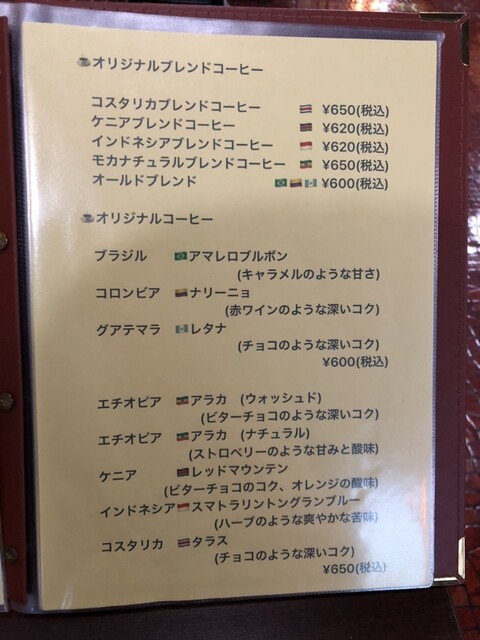 オリジナルブレンドコーヒー
コスタリカブレンドコーヒー ¥650(税込)
ケニアブレンドコーヒー ¥620(税込)
インドネシアブレンドコーヒー ¥620(税込)
モカナチュラルブレンドコーヒー ¥650(税込)
オールドブレンド ¥600(税込)
オリジナルコーヒー
ブラジル アマレロブルボン
(キャラメルのような甘さ)
コロンビア ナリーニョ
(赤ワインのような深いコク)
グアテマラ レタナ
(チョコのような深いコク)
¥600(税込)
エチオピア アラカ (ウォッシュド)
(ビターチョコのような深いコク)
エチオピア アラカ (ナチュラル)
(ストロベリーのような甘みと酸味)
ケニア レッドマウンテン
(ビターチョコのコク、オレンジの酸味)
インドネシア スマトラリントングランブルー
(ハーブのような爽やかな苦味)
コスタリカ タラス
(チョコのような深いコク)
¥650(税込)